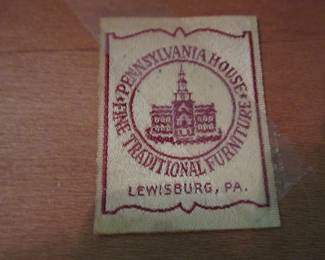 ★ PENNSYLVANIA HOUSE ★
FINE TRADITIONAL FURNITURE
LEWISBURG, PA.